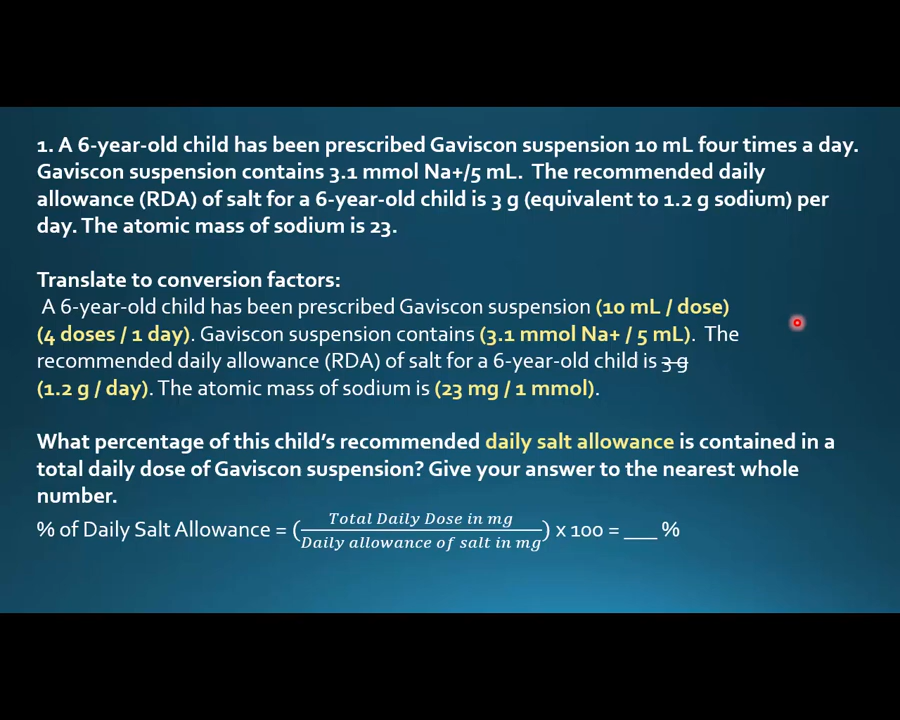 1. A 6-year-old child has been prescribed Gaviscon suspension 10 mL four times a day.
Gaviscon suspension contains 3.1 mmol Na+/5 mL. The recommended daily
allowance (RDA) of salt for a 6-year-old child is 3 g (equivalent to 1.2 g sodium) per
day. The atomic mass of sodium is 23.
Translate to conversion factors:
A 6-year-old child has been prescribed Gaviscon suspension (10 mL / dose)
(4 doses / 1 day). Gaviscon suspension contains (3.1 mmol Na+ / 5 mL). The
recommended daily allowance (RDA) of salt for a 6-year-old child is 3 g
(1.2 g / day). The atomic mass of sodium is (23 mg / 1 mmol).
What percentage of this child's recommended daily salt allowance is contained in a
total daily dose of Gaviscon suspension? Give your answer to the nearest whole
number.
% of Daily Salt Allowance = (Total Daily Dose in mg / Daily allowance of salt in mg) x 100 = ___ %